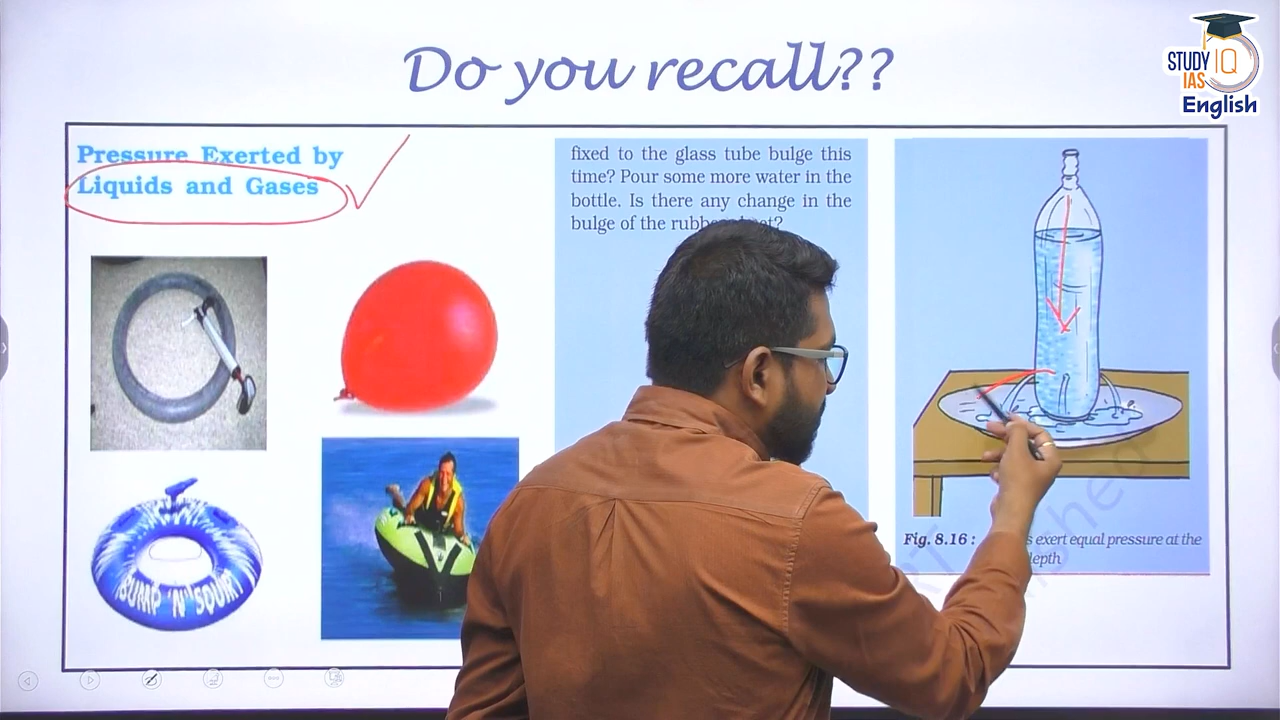 Do you recall??
STUDY IQ
IAS
English
Pressure Exerted by
Liquids and Gases
fixed to the glass tube bulge this
time? Pour some more water in the
bottle. Is there any change in the
bulge of the rubber
BUMP 'N' SQUIRT
Fig. 8.16 : exert equal pressure at the
depth